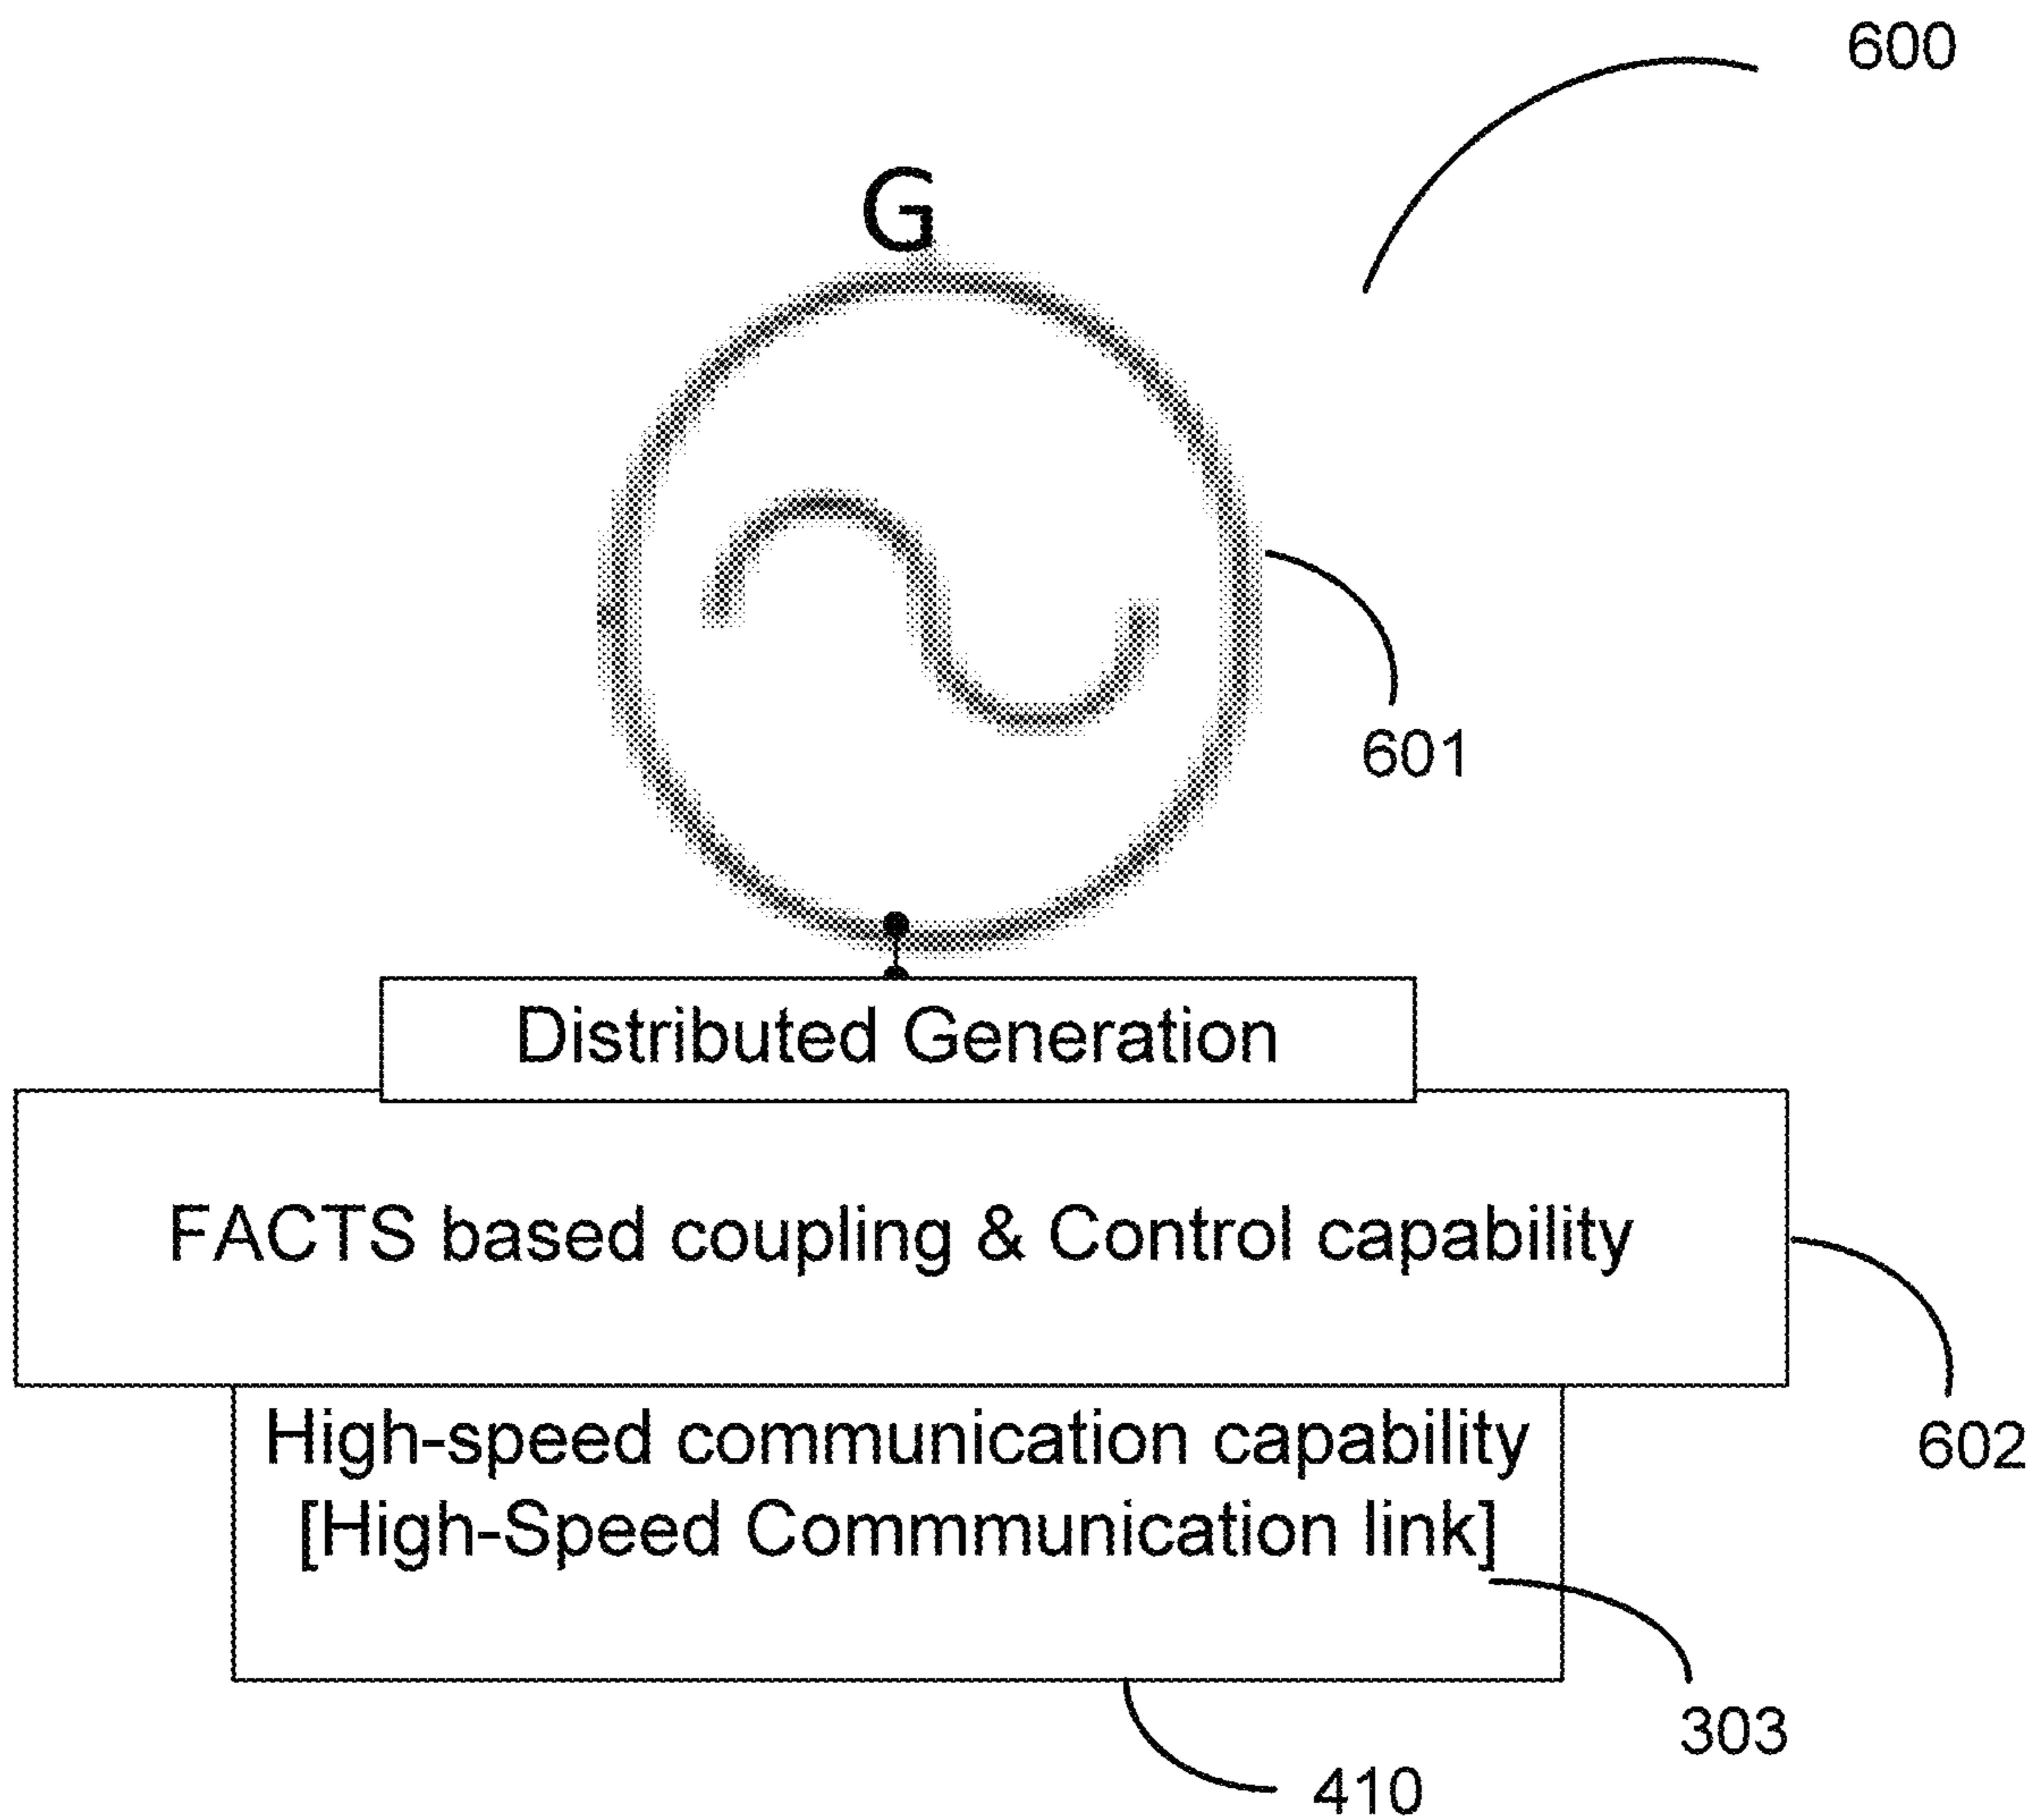 600
G
601
Distributed Generation
FACTS based coupling & Control capability
602
High-speed communication capability
[High-Speed Commmunication link]
303
410